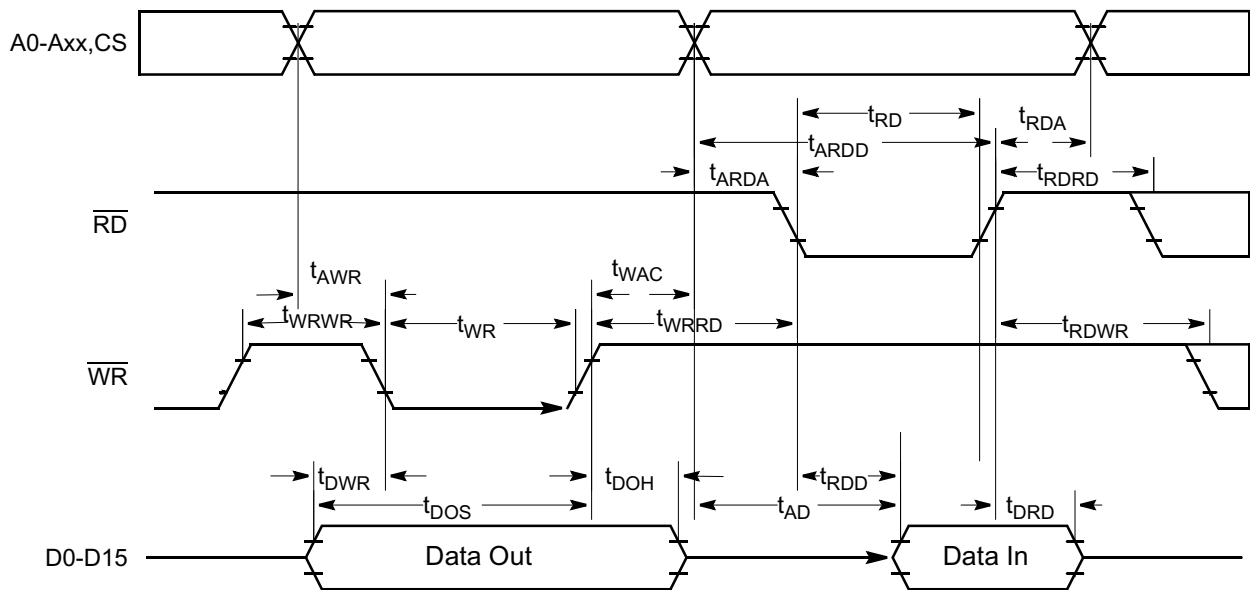 A0-Axx,CS
tRD
tRDA
tARDD
tARDA
tRDRD
RD
tAWR
tWAC
tWRWR
tWR
tWRRD
tRDWR
WR
tDWR
tDOH
tRDD
tDOS
tAD
tDRD
D0-D15
Data Out
Data In